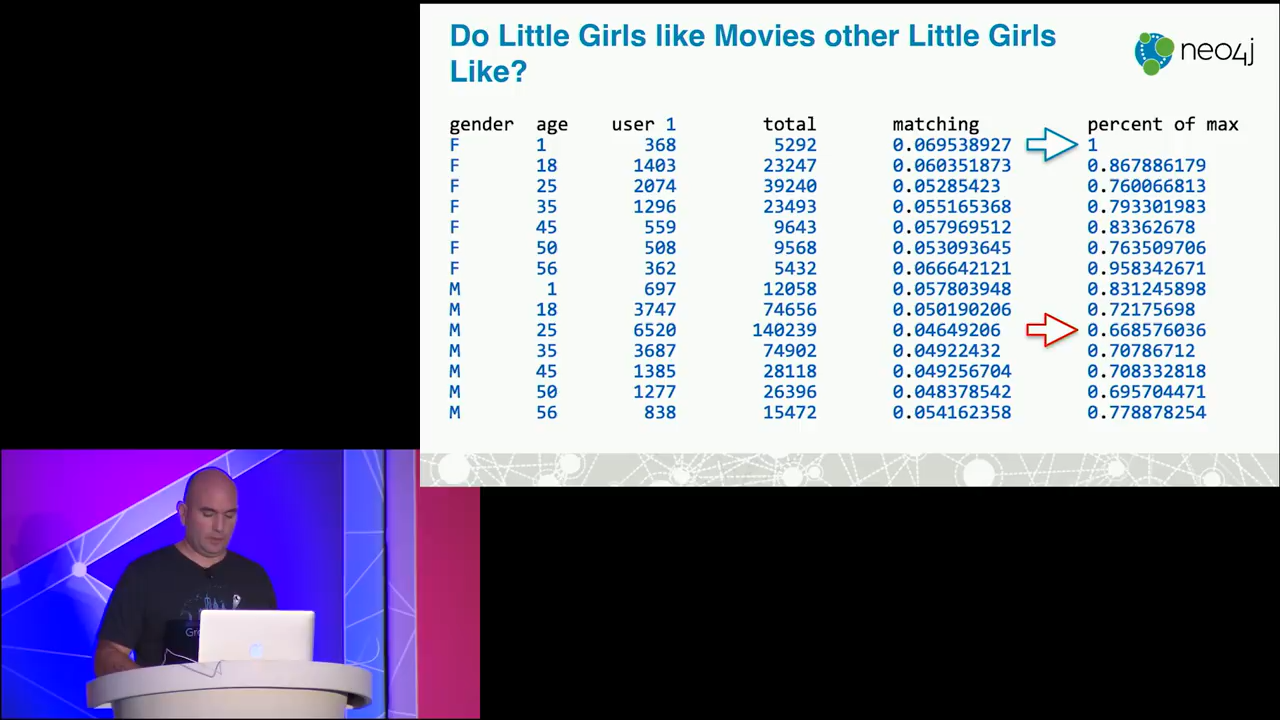 Do Little Girls like Movies other Little Girls
Like?
neo4j
gender age user 1 total matching percent of max
F 1 368 5292 0.069538927 1
F 18 1403 23247 0.060351873 0.867886179
F 25 2074 39240 0.05285423 0.760066813
F 35 1296 23493 0.055165368 0.793301983
F 45 559 9643 0.057969512 0.83362678
F 50 508 9568 0.053093645 0.763509706
F 56 362 5432 0.066642121 0.958342671
M 1 697 12058 0.057803948 0.831245898
M 18 3747 74656 0.050190206 0.72175698
M 25 6520 140239 0.04649206 0.668576036
M 35 3687 74902 0.04922432 0.70786712
M 45 1385 28118 0.049256704 0.708332818
M 50 1277 26396 0.048378542 0.695704471
M 56 838 15472 0.054162358 0.778878254